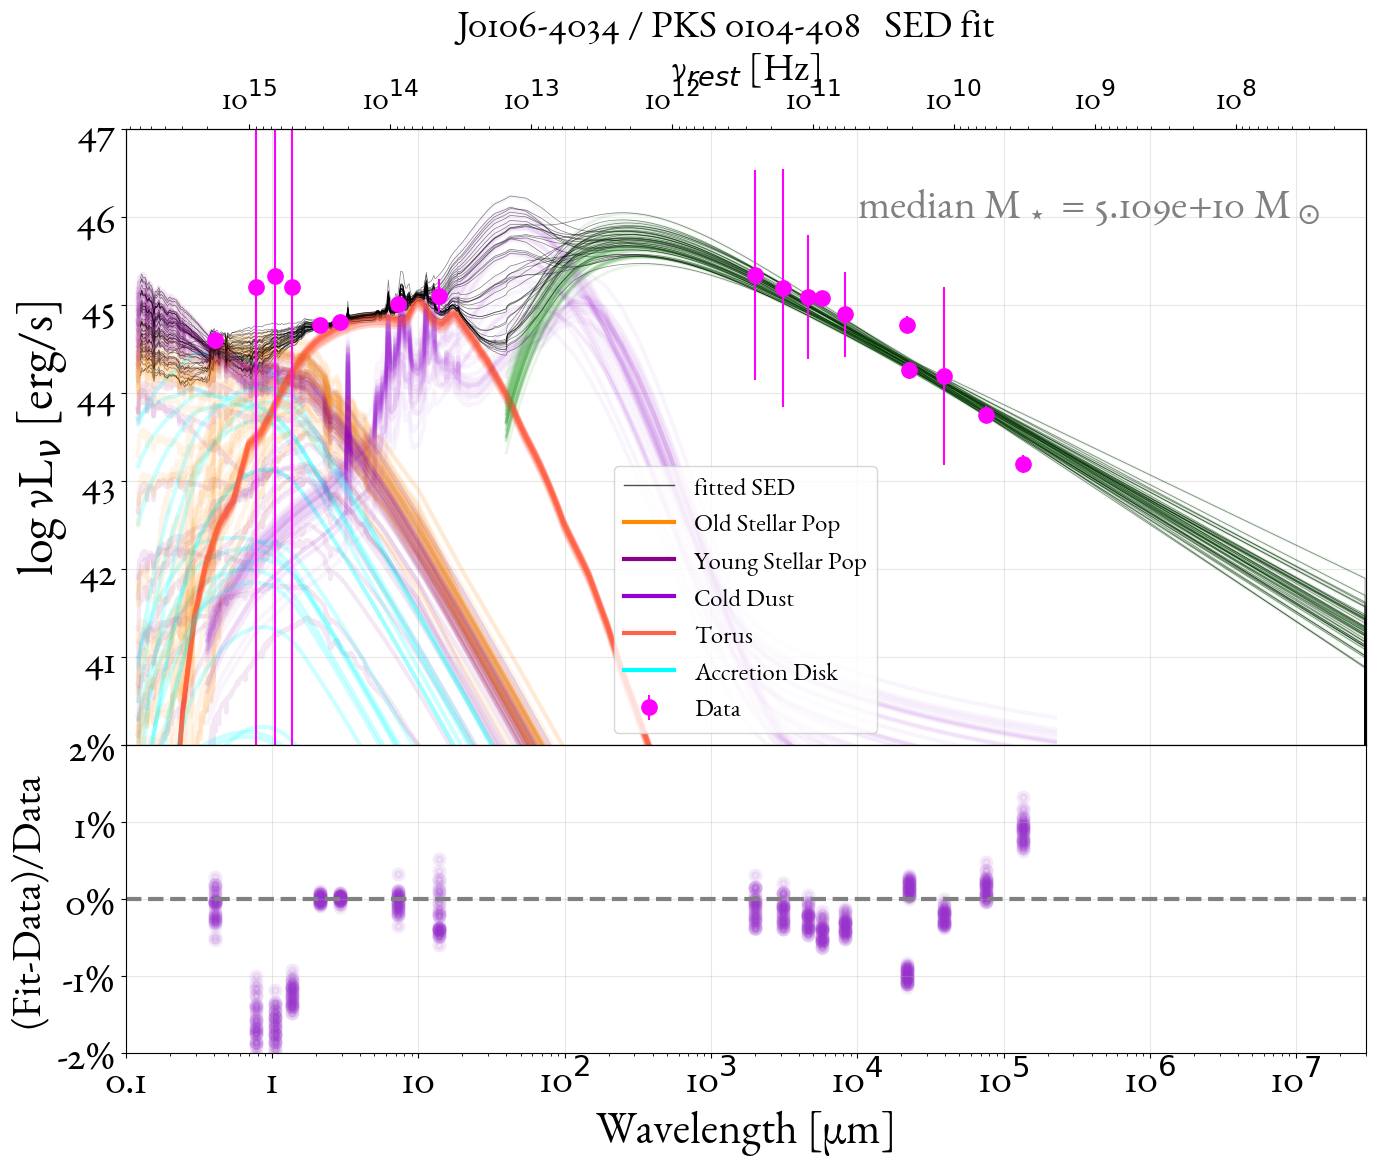 J0106-4034 / PKS 0104-408 SED fit
ν_rest [Hz]
10^15 10^14 10^13 10^12 10^11 10^10 10^9 10^8
47
46
45
44
43
42
41
log νL_ν [erg/s]
median M⋆ = 5.109e+10 M⊙
fitted SED
Old Stellar Pop
Young Stellar Pop
Cold Dust
Torus
Accretion Disk
Data
2%
1%
0%
-1%
-2%
(Fit-Data)/Data
0.1 1 10 10^2 10^3 10^4 10^5 10^6 10^7
Wavelength [μm]